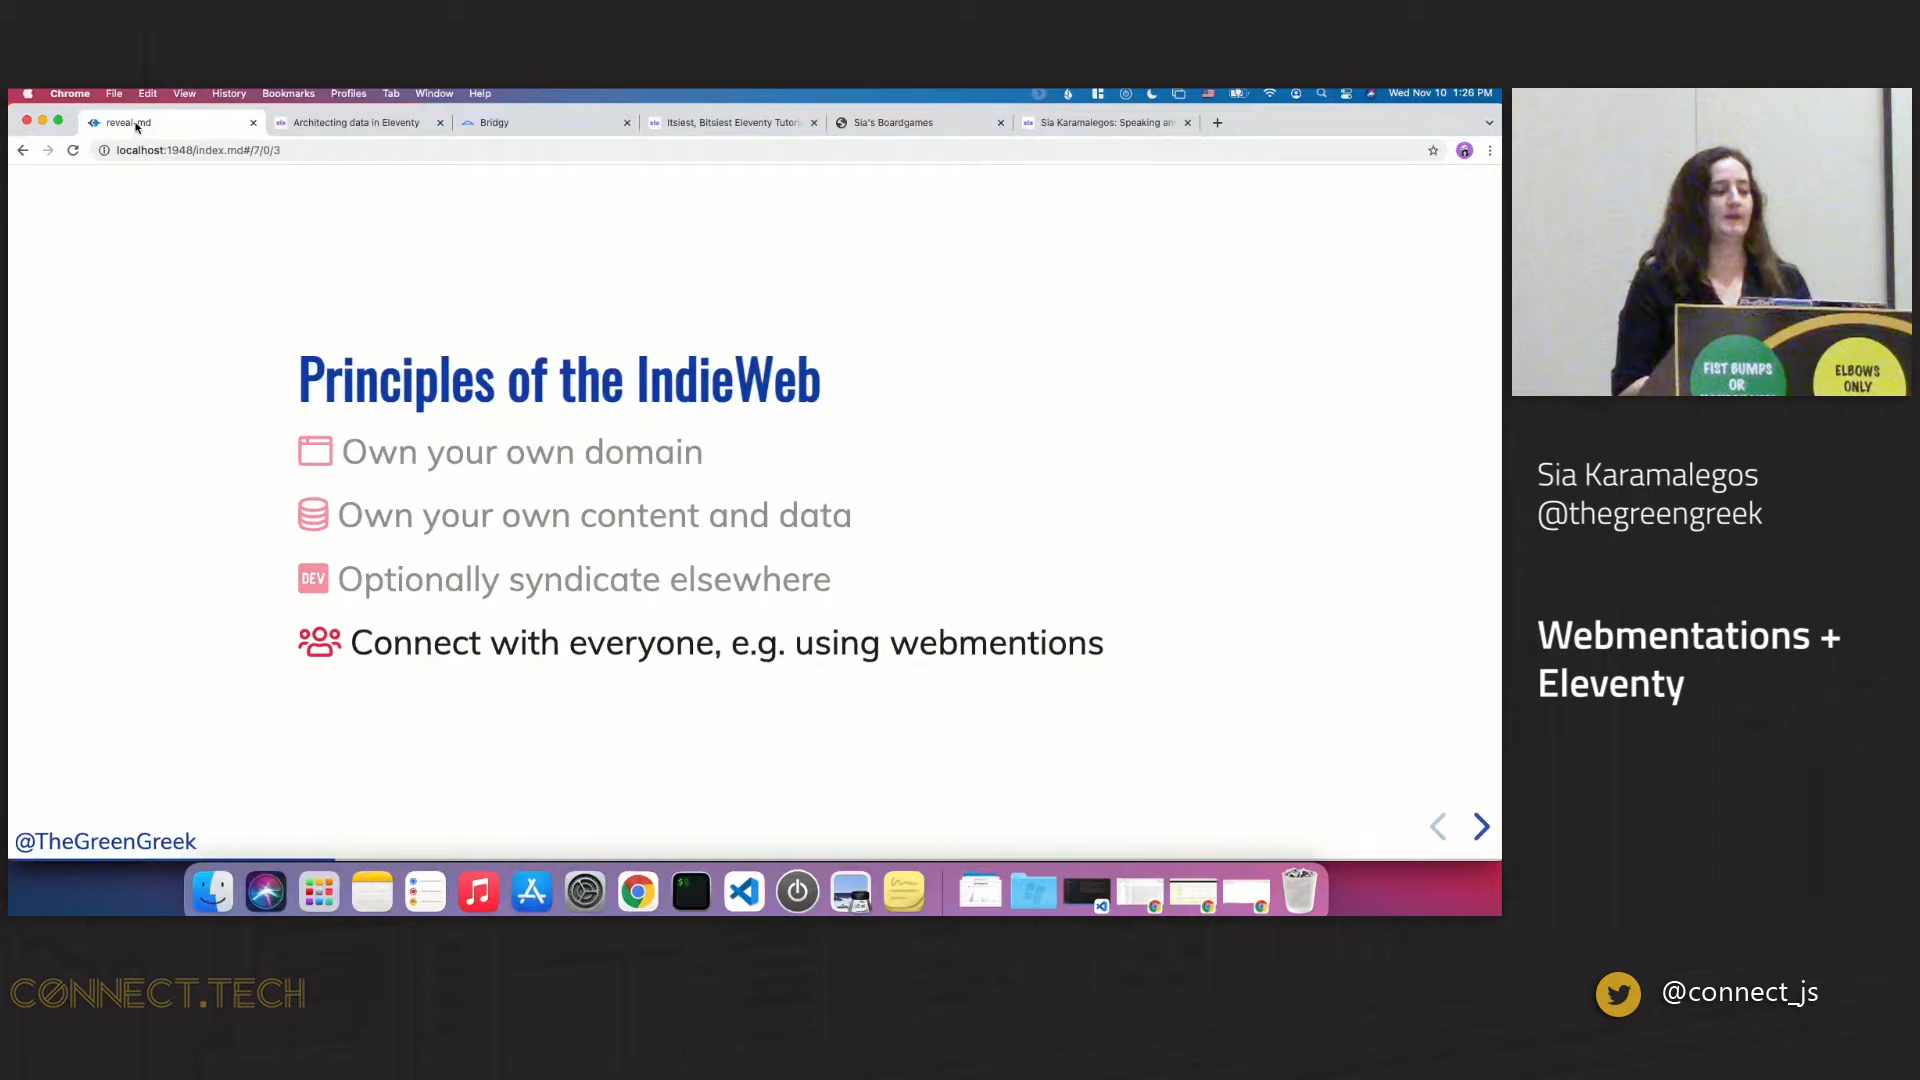 Chrome File Edit View History Bookmarks Profiles Tab Window Help
Wed Nov 10 1:26 PM
reveal-md
Architecting data in Eleventy
Bridgy
Itsiest, Bitsiest Eleventy Tutori
Sia's Boardgames
Sia Karamalegos: Speaking an
localhost:1948/index.md#/7/0/3
Principles of the IndieWeb
Own your own domain
Own your own content and data
DEV Optionally syndicate elsewhere
Connect with everyone, e.g. using webmentions
@TheGreenGreek
FIST BUMPS
OR
ELBOWS
ONLY
Sia Karamalegos
@thegreengreek
Webmentations +
Eleventy
CONNECT.TECH
@connect_js